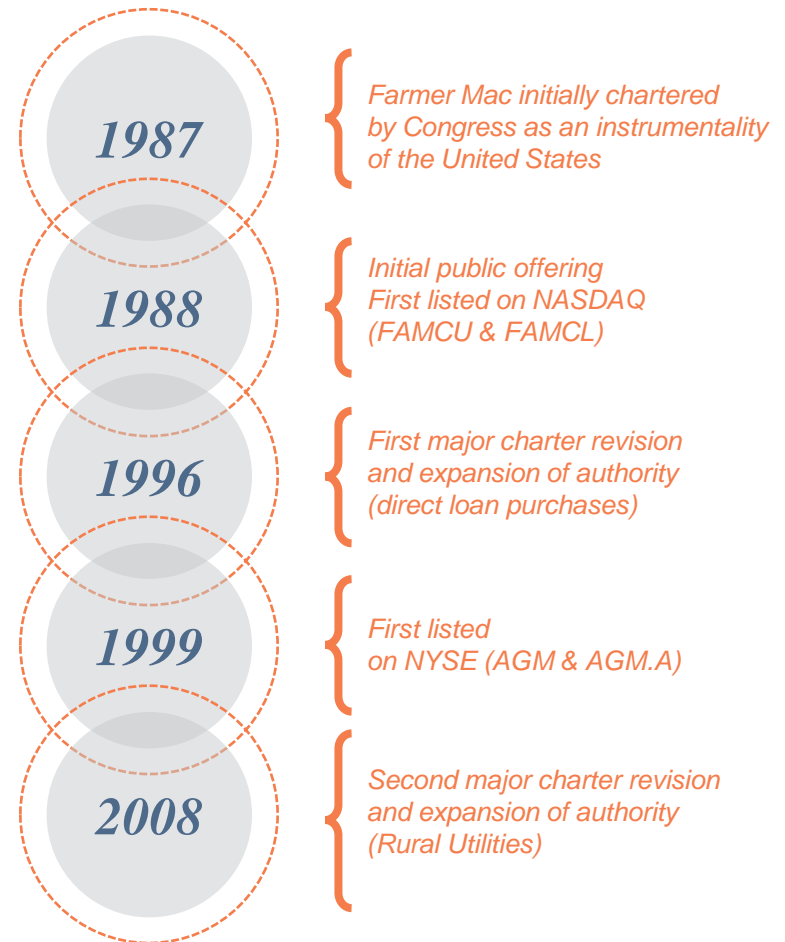 1987
Farmer Mac initially chartered
by Congress as an instrumentality
of the United States
1988
Initial public offering
First listed on NASDAQ
(FAMCU & FAMCL)
1996
First major charter revision
and expansion of authority
(direct loan purchases)
1999
First listed
on NYSE (AGM & AGM.A)
2008
Second major charter revision
and expansion of authority
(Rural Utilities)